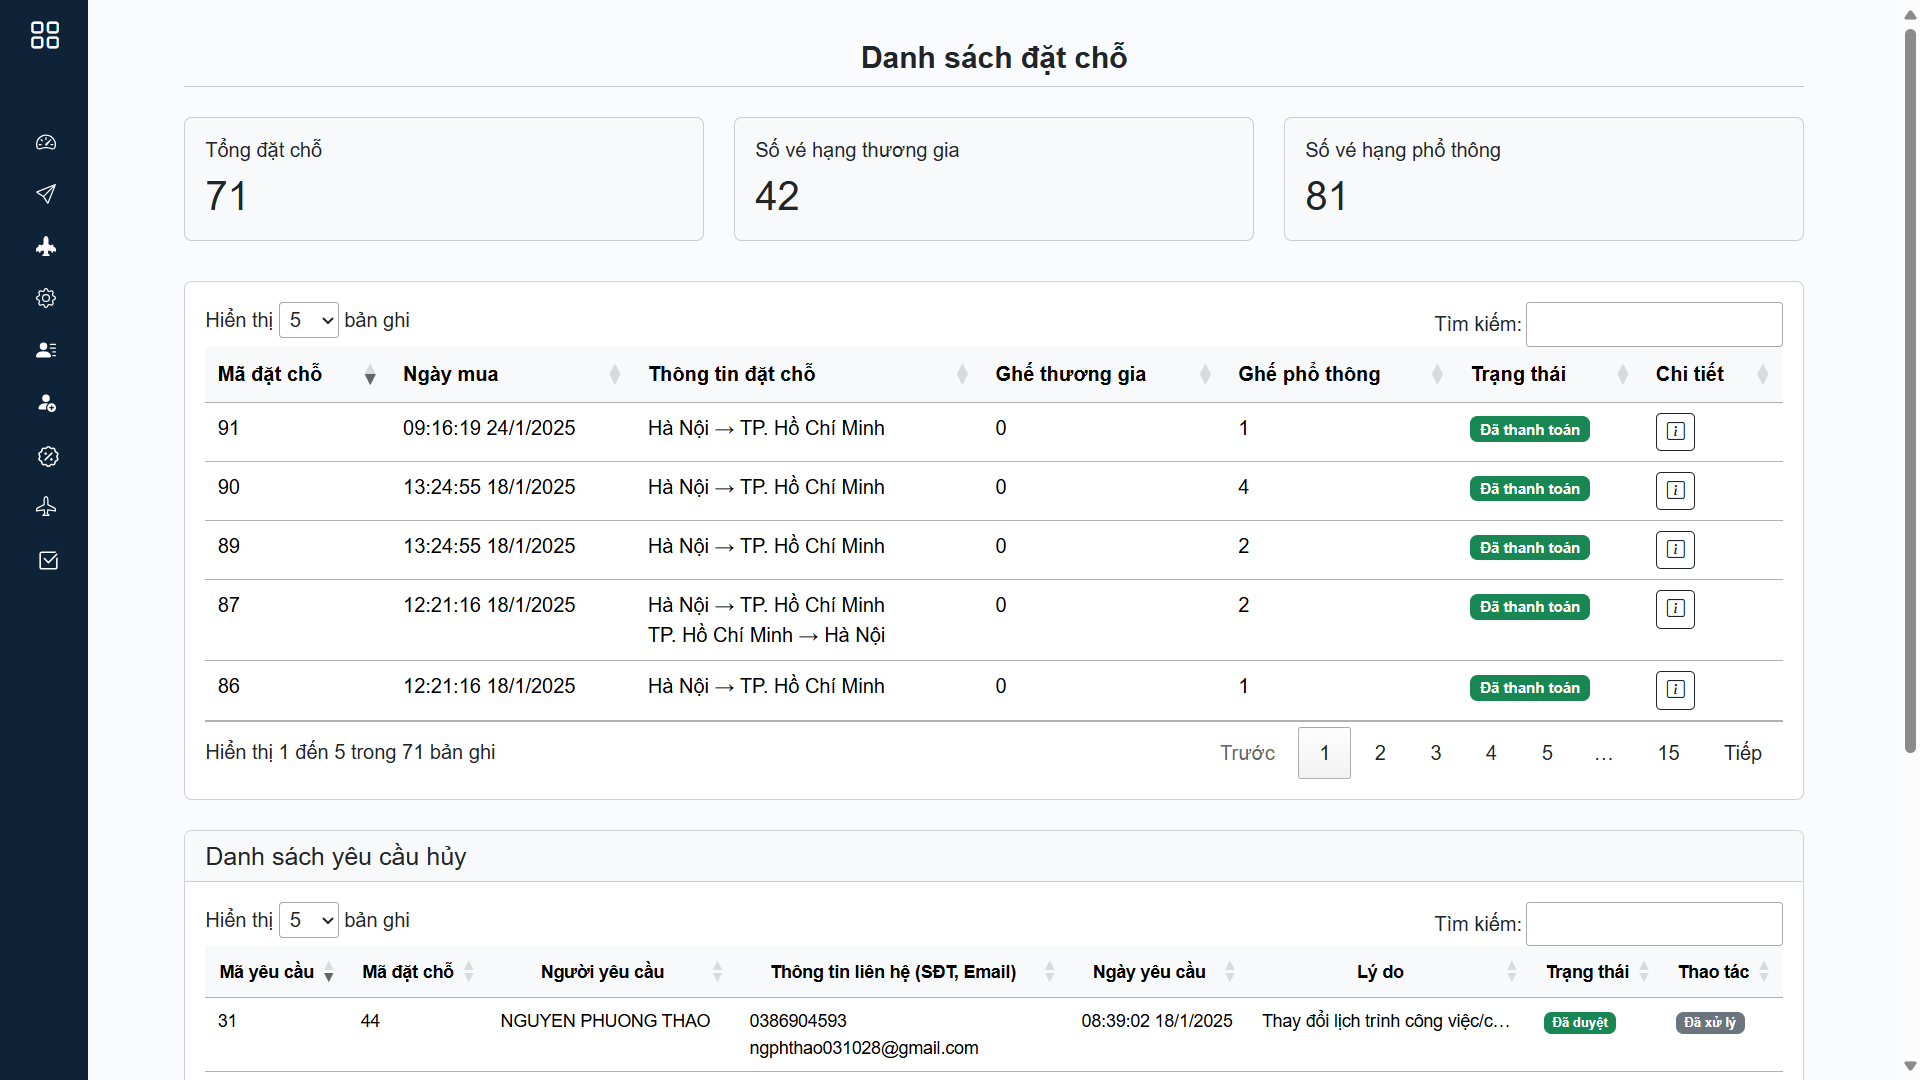 Danh sách đặt chỗ
Tổng đặt chỗ
71
Số vé hạng thương gia
42
Số vé hạng phổ thông
81
Hiển thị 5 bản ghi
Tìm kiếm:
Mã đặt chỗ Ngày mua Thông tin đặt chỗ Ghế thương gia Ghế phổ thông Trạng thái Chi tiết
91 09:16:19 24/1/2025 Hà Nội → TP. Hồ Chí Minh 0 1 Đã thanh toán
90 13:24:55 18/1/2025 Hà Nội → TP. Hồ Chí Minh 0 4 Đã thanh toán
89 13:24:55 18/1/2025 Hà Nội → TP. Hồ Chí Minh 0 2 Đã thanh toán
87 12:21:16 18/1/2025 Hà Nội → TP. Hồ Chí Minh 0 2 Đã thanh toán
TP. Hồ Chí Minh → Hà Nội
86 12:21:16 18/1/2025 Hà Nội → TP. Hồ Chí Minh 0 1 Đã thanh toán
Hiển thị 1 đến 5 trong 71 bản ghi
Trước 1 2 3 4 5 … 15 Tiếp
Danh sách yêu cầu hủy
Hiển thị 5 bản ghi
Tìm kiếm:
Mã yêu cầu Mã đặt chỗ Người yêu cầu Thông tin liên hệ (SĐT, Email) Ngày yêu cầu Lý do Trạng thái Thao tác
31 44 NGUYEN PHUONG THAO 0386904593 08:39:02 18/1/2025 Thay đổi lịch trình công việc/c... Đã duyệt Đã xử lý
ngphthao031028@gmail.com